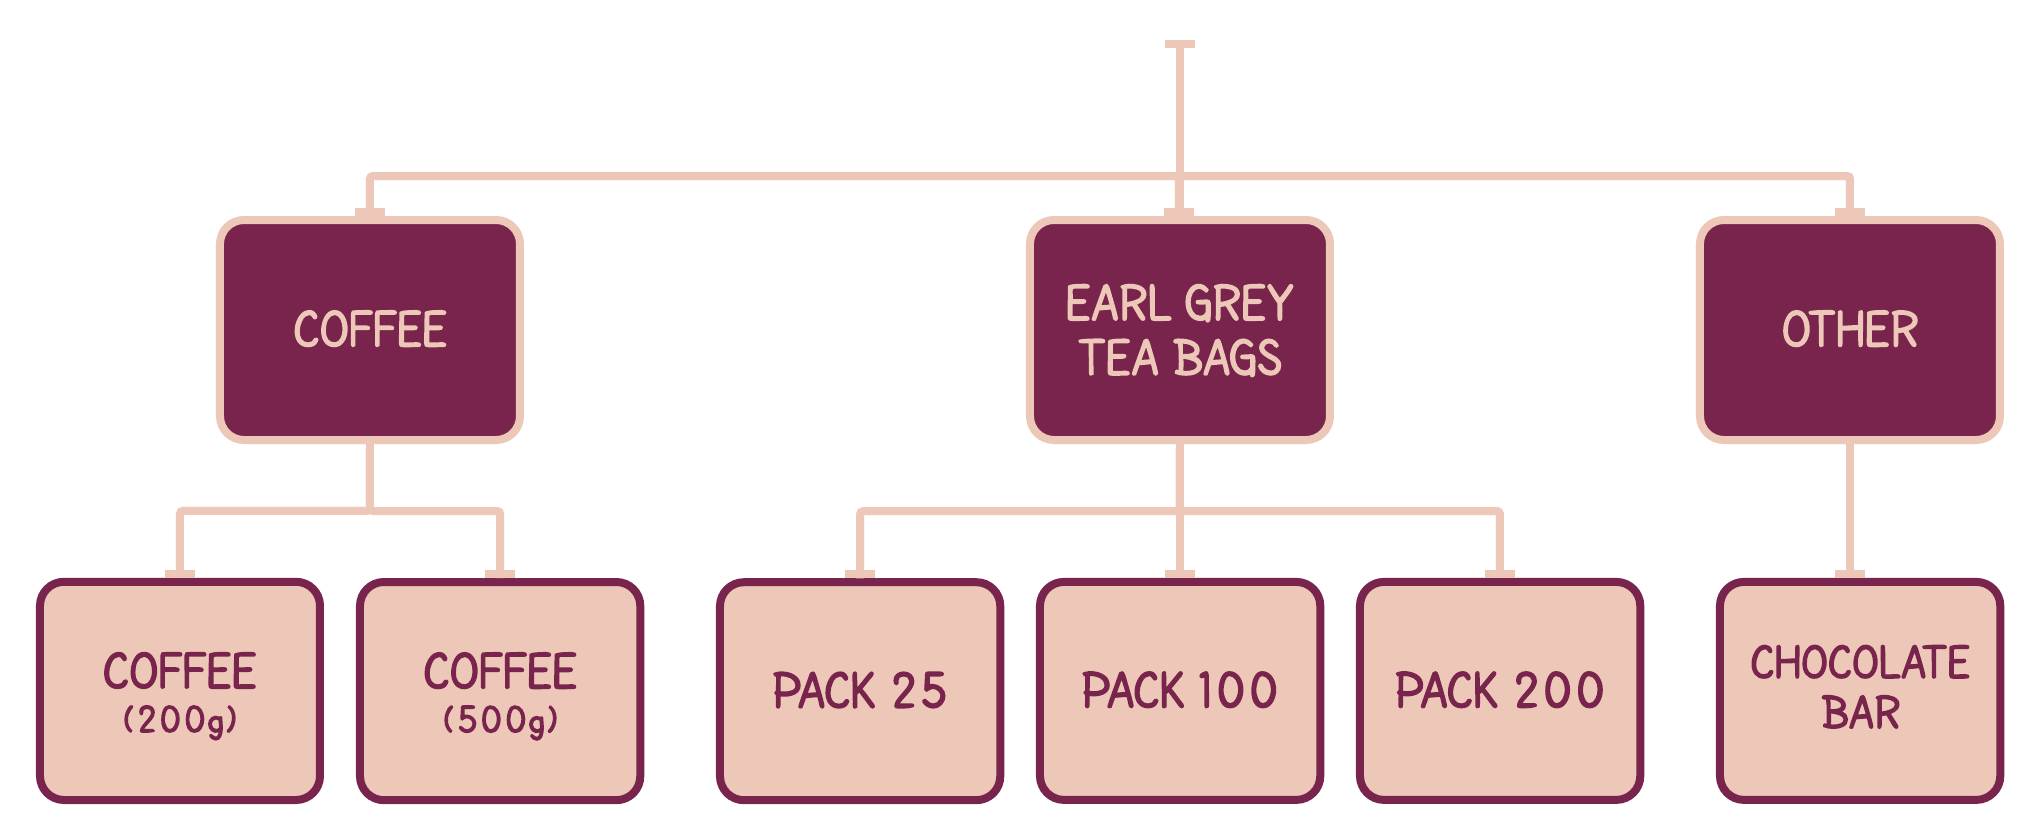 COFFEE
EARL GREY
TEA BAGS
OTHER
COFFEE
(200g)
COFFEE
(500g)
PACK 25
PACK 100
PACK 200
CHOCOLATE
BAR